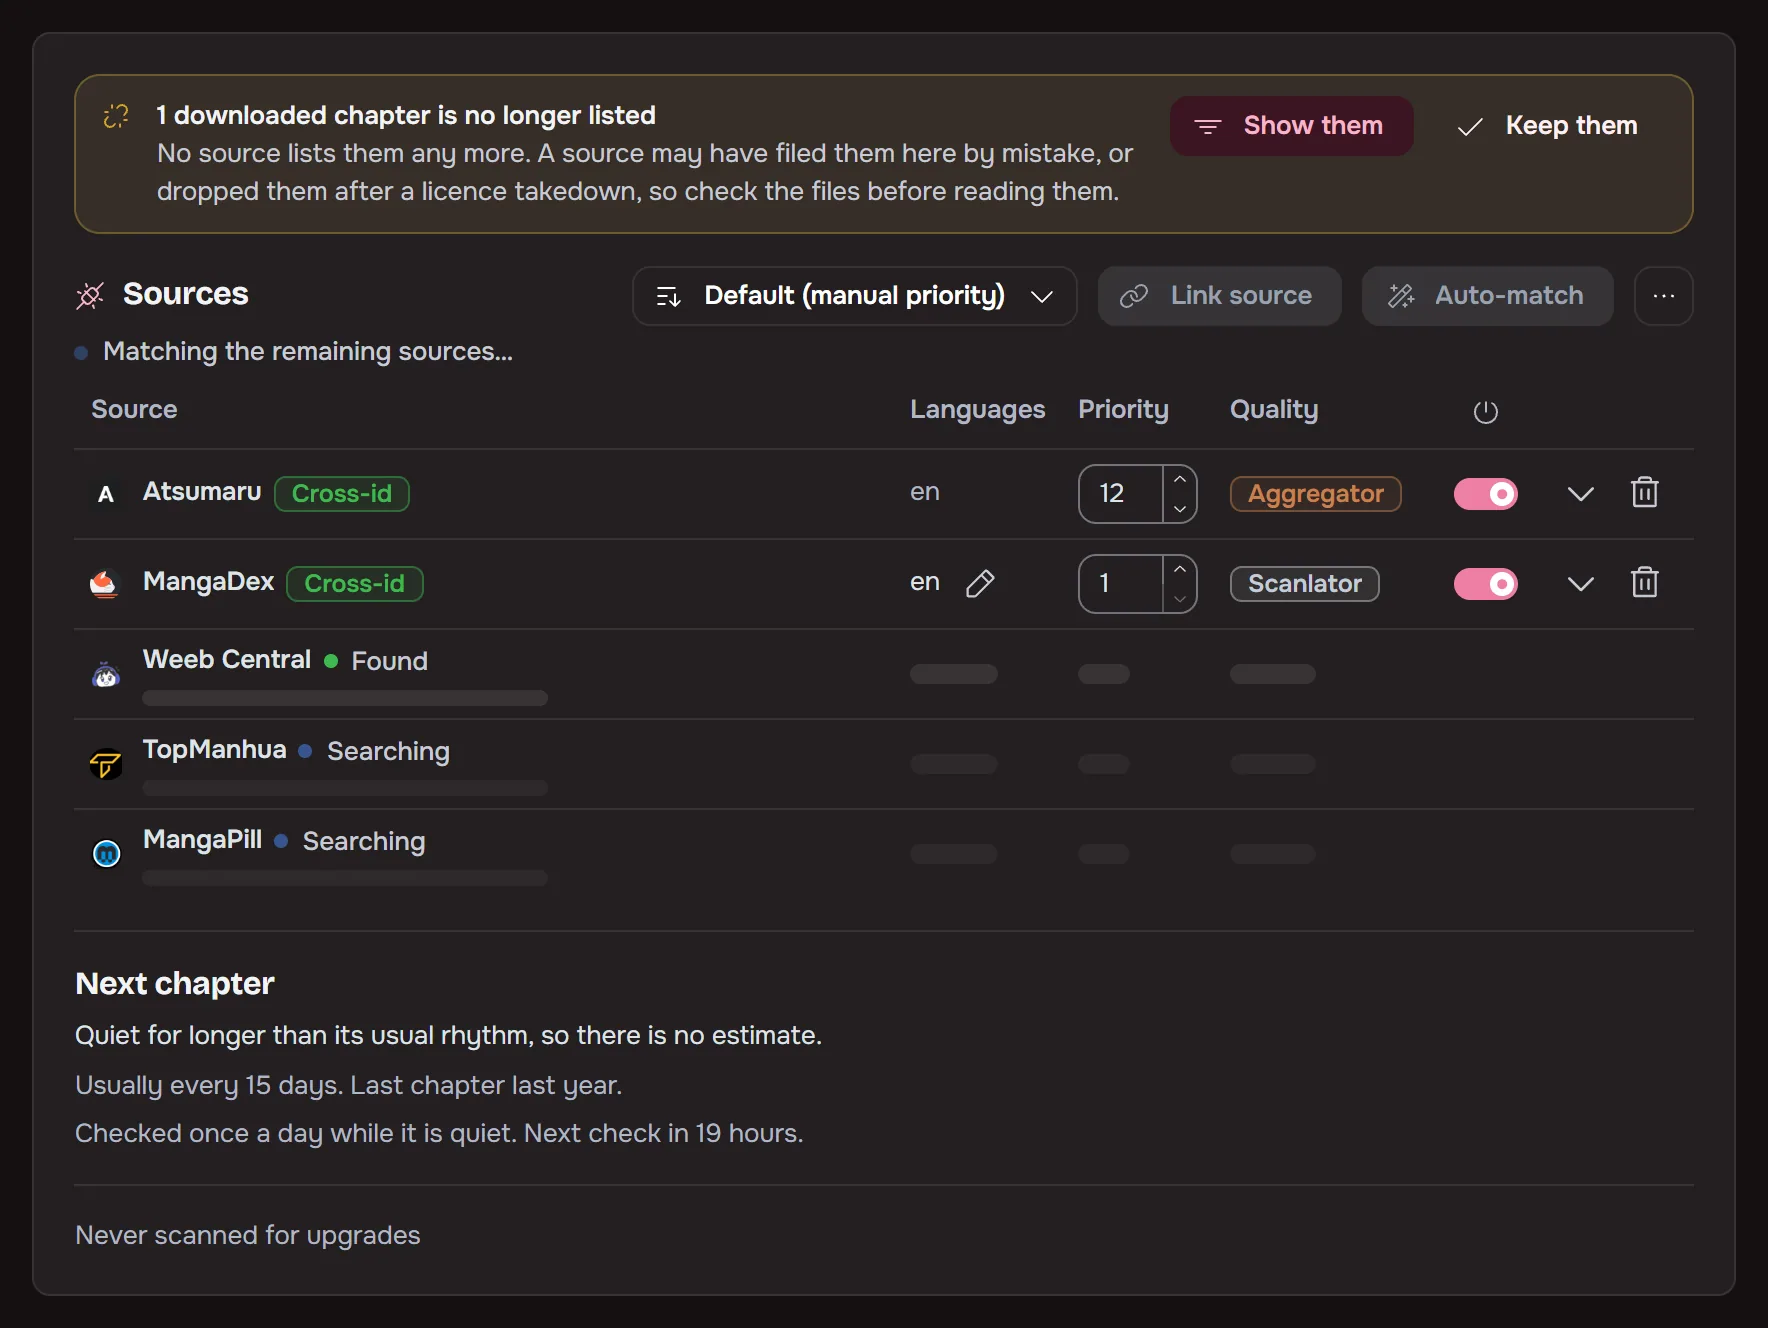 1 downloaded chapter is no longer listed
No source lists them any more. A source may have filed them here by mistake, or
dropped them after a licence takedown, so check the files before reading them.
Show them
Keep them
Sources
Default (manual priority)
Link source
Auto-match
Matching the remaining sources...
Source
Languages
Priority
Quality
A
Atsumaru
Cross-id
en
12
Aggregator
MangaDex
Cross-id
en
1
Scanlator
Weeb Central
Found
TopManhua
Searching
MangaPill
Searching
Next chapter
Quiet for longer than its usual rhythm, so there is no estimate.
Usually every 15 days. Last chapter last year.
Checked once a day while it is quiet. Next check in 19 hours.
Never scanned for upgrades